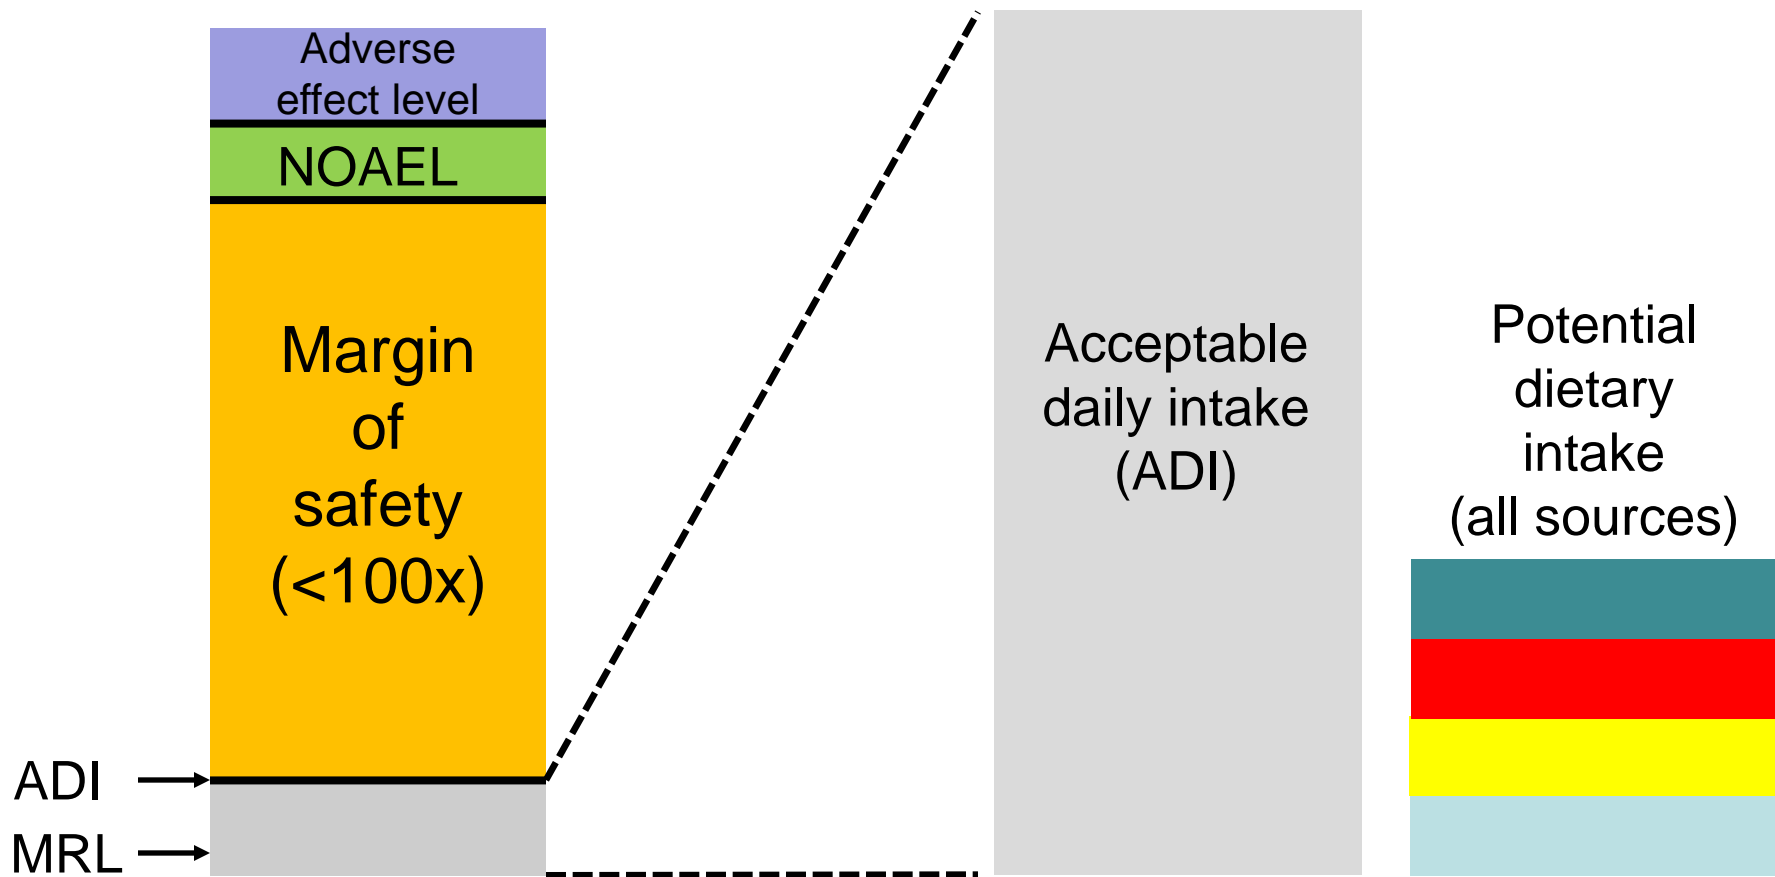 Adverse
effect level
NOAEL
Margin
of
safety
(<100x)
ADI
MRL
Acceptable
daily intake
(ADI)
Potential
dietary
intake
(all sources)